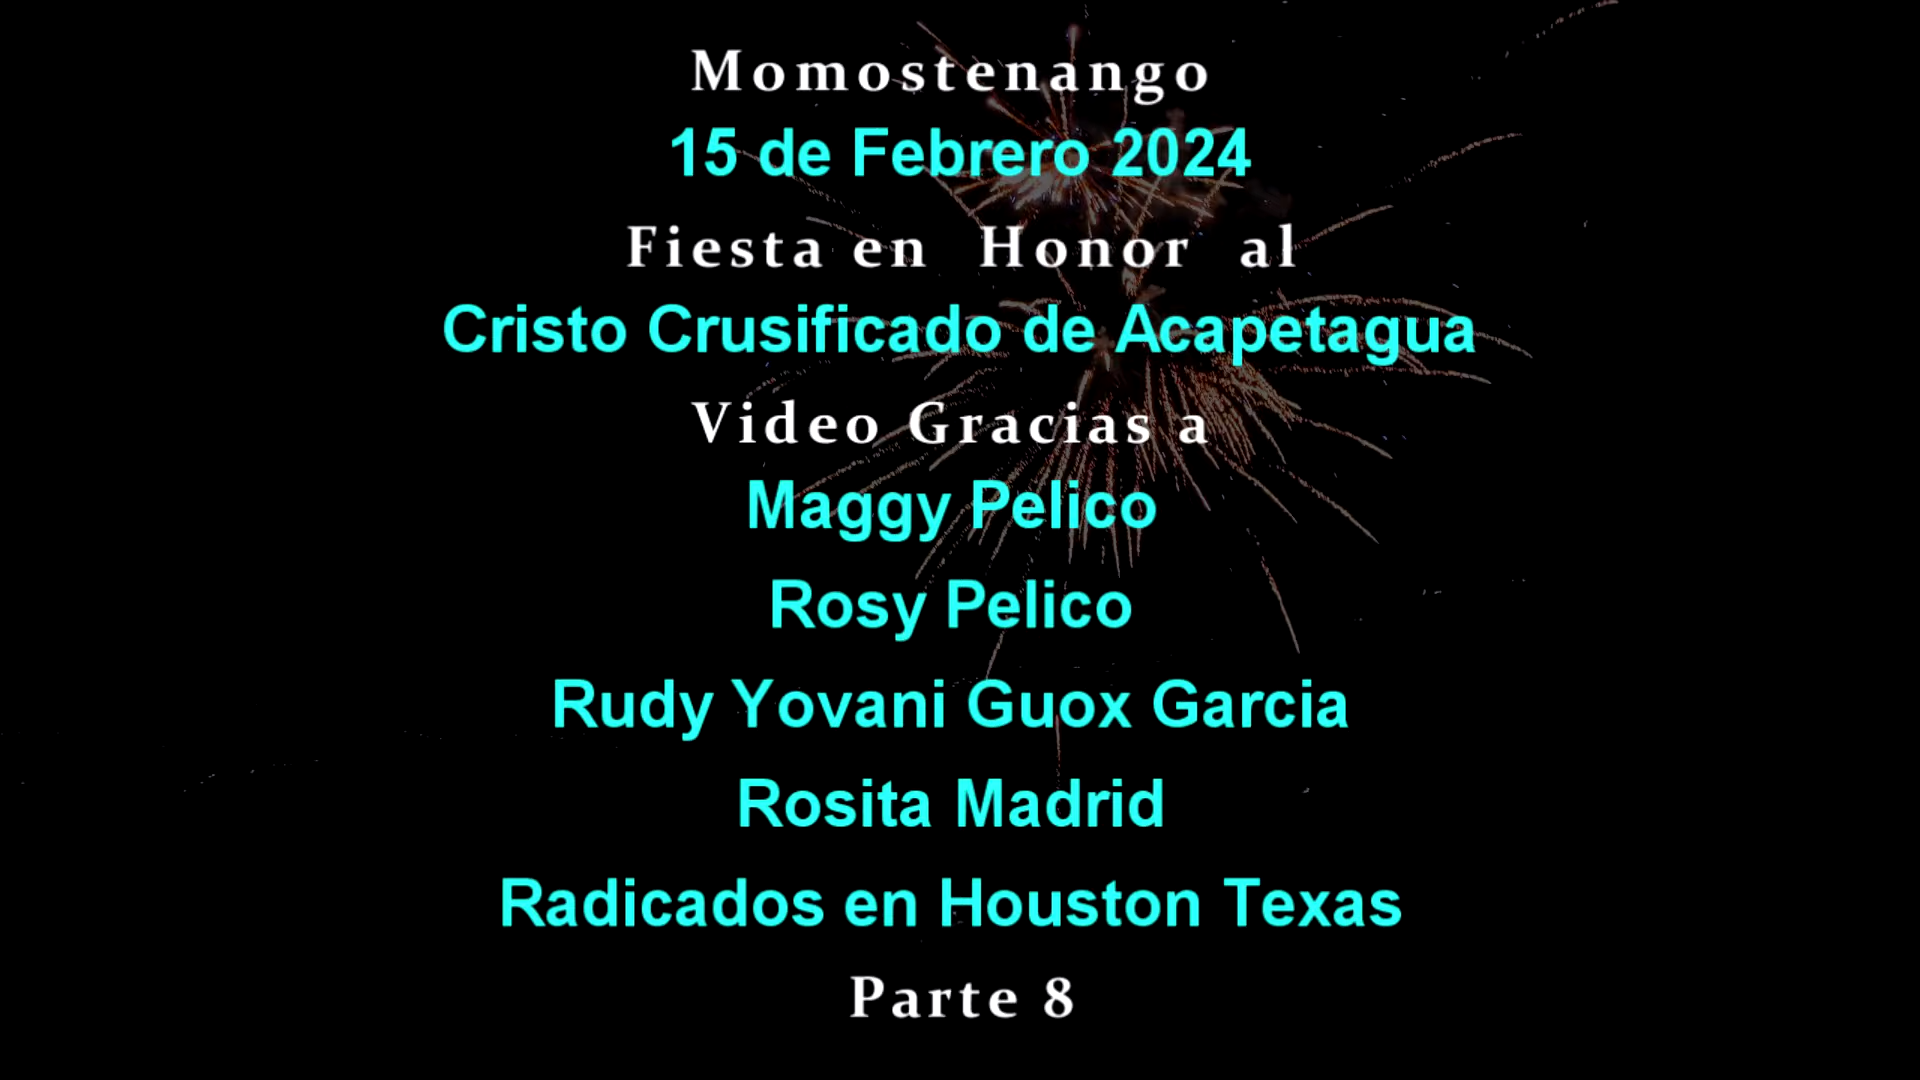 Momostenango
15 de Febrero 2024
Fiesta en Honor al
Cristo Crusificado de Acapetagua
Video Gracias a
Maggy Pelico
Rosy Pelico
Rudy Yovani Guox Garcia
Rosita Madrid
Radicados en Houston Texas
Parte 8